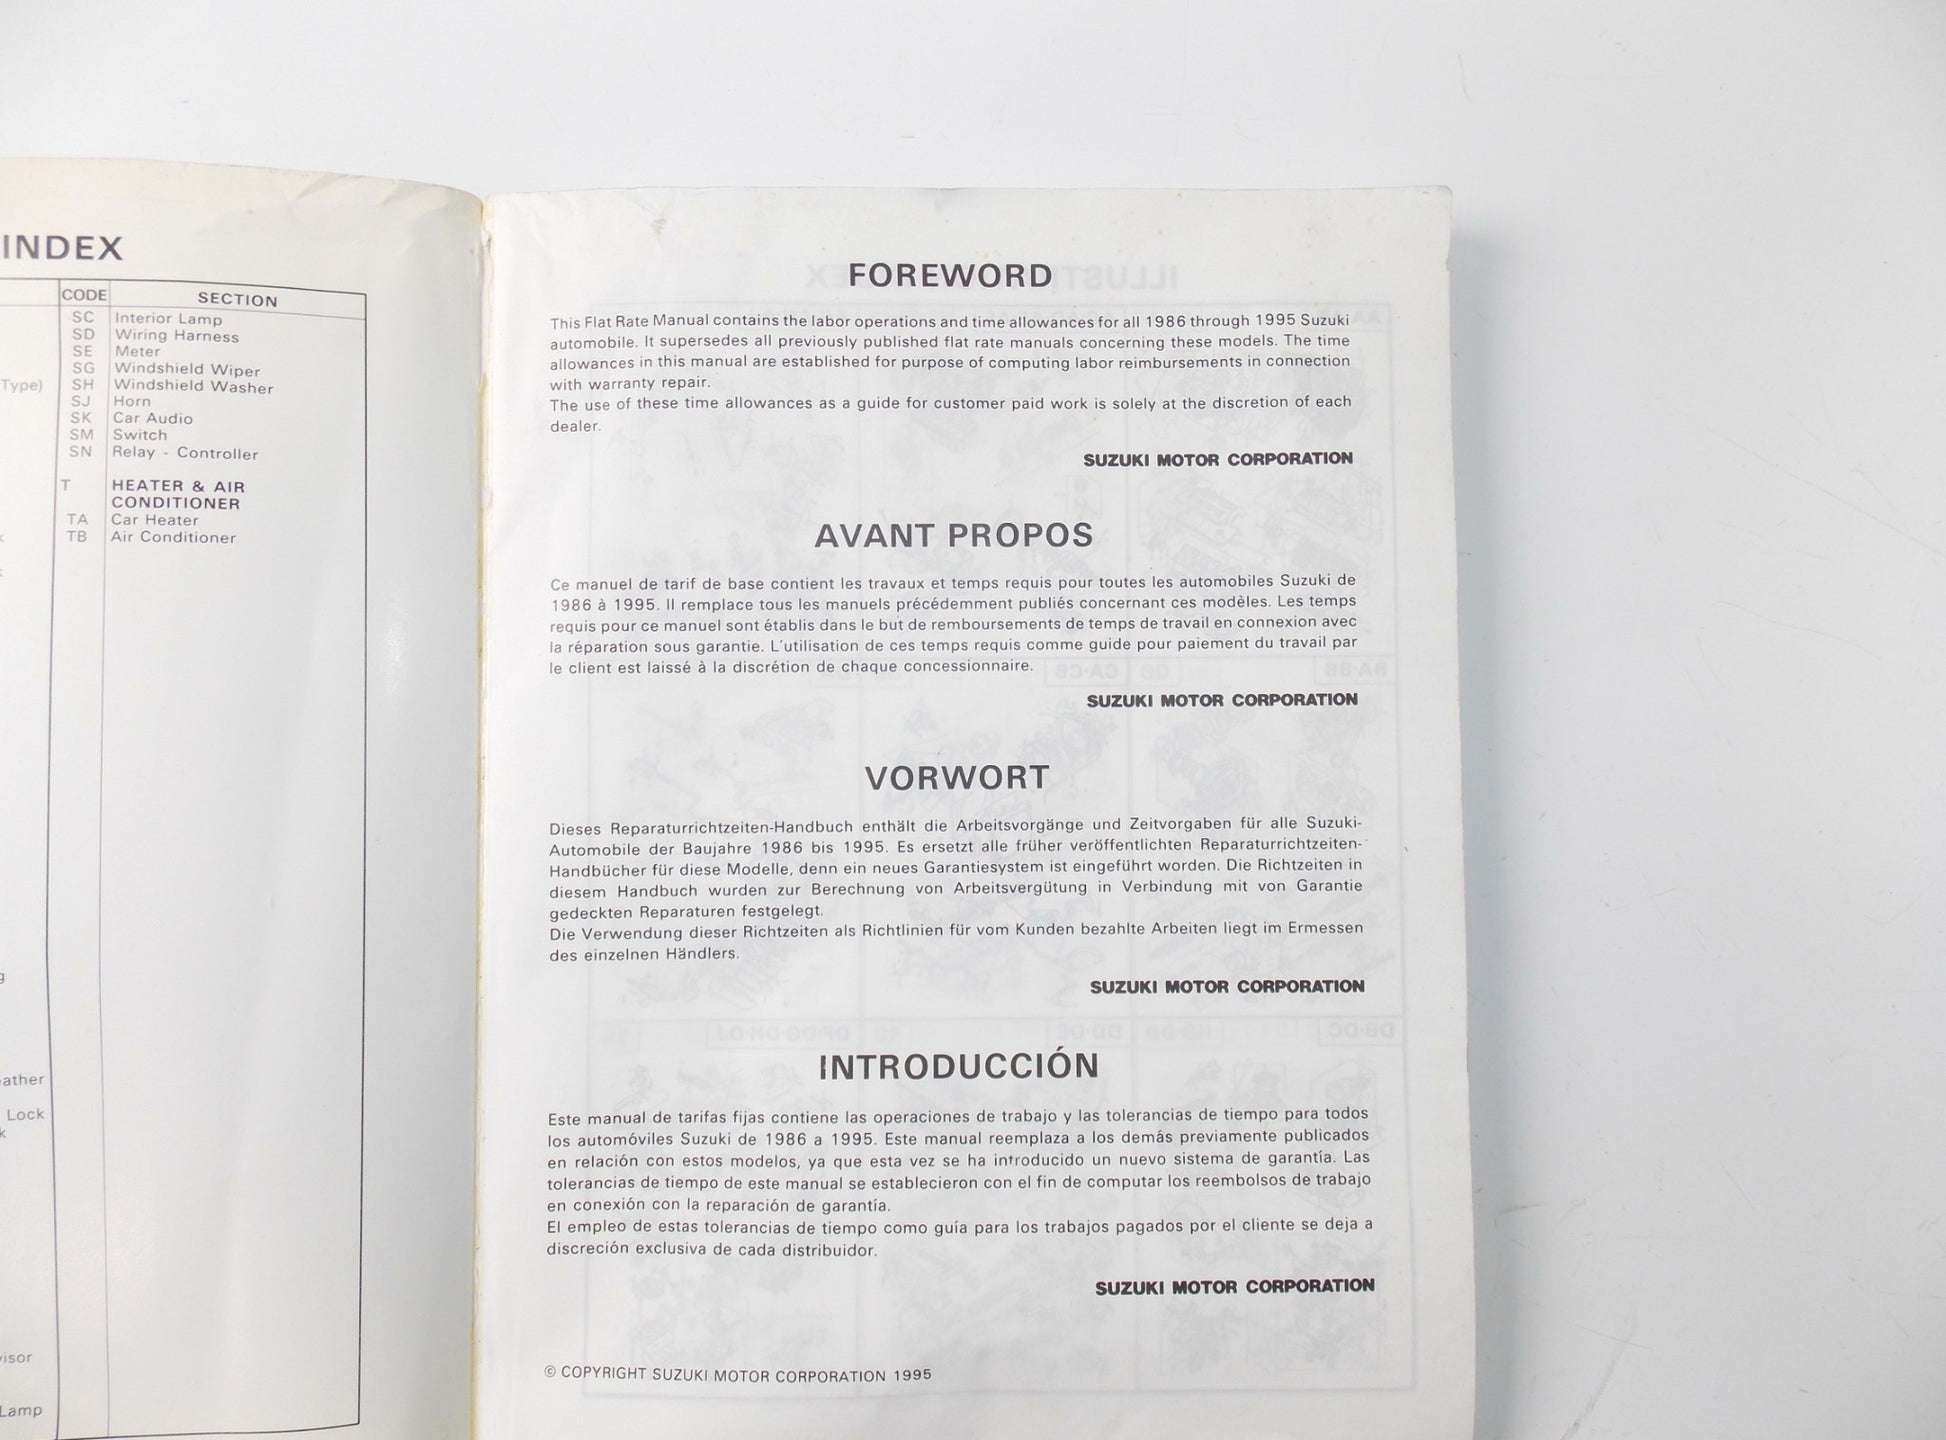 INDEX
CODE SECTION
SC Interior Lamp
SD Wiring Harness
SE Meter
SG Windshield Wiper
Type) SH Windshield Washer
SJ Horn
SK Car Audio
SM Switch
SN Relay - Controller
T HEATER & AIR
CONDITIONER
TA Car Heater
TB Air Conditioner
Lock
Lamp
FOREWORD
This Flat Rate Manual contains the labor operations and time allowances for all 1986 through 1995 Suzuki
automobile. It supersedes all previously published flat rate manuals concerning these models. The time
allowances in this manual are established for purpose of computing labor reimbursements in connection
with warranty repair.
The use of these time allowances as a guide for customer paid work is solely at the discretion of each
dealer.
SUZUKI MOTOR CORPORATION
AVANT PROPOS
Ce manuel de tarif de base contient les travaux et temps requis pour toutes les automobiles Suzuki de
1986 à 1995. Il remplace tous les manuels précédemment publiés concernant ces modèles. Les temps
requis pour ce manuel sont établis dans le but de remboursements de temps de travail en connexion avec
la réparation sous garantie. L'utilisation de ces temps requis comme guide pour paiement du travail par
le client est laissé à la discrétion de chaque concessionnaire.
SUZUKI MOTOR CORPORATION
VORWORT
Dieses Reparaturrichtzeiten-Handbuch enthält die Arbeitsvorgänge und Zeitvorgaben für alle Suzuki-
Automobile der Baujahre 1986 bis 1995. Es ersetzt alle früher veröffentlichten Reparaturrichtzeiten-
Handbücher für diese Modelle, denn ein neues Garantiesystem ist eingeführt worden. Die Richtzeiten in
diesem Handbuch wurden zur Berechnung von Arbeitsvergütung in Verbindung mit von Garantie
gedeckten Reparaturen festgelegt.
Die Verwendung dieser Richtzeiten als Richtlinien für vom Kunden bezahlte Arbeiten liegt im Ermessen
des einzelnen Händlers.
SUZUKI MOTOR CORPORATION
INTRODUCCIÓN
Este manual de tarifas fijas contiene las operaciones de trabajo y las tolerancias de tiempo para todos
los automóviles Suzuki de 1986 a 1995. Este manual reemplaza a los demás previamente publicados
en relación con estos modelos, ya que esta vez se ha introducido un nuevo sistema de garantía. Las
tolerancias de tiempo de este manual se establecieron con el fin de computar los reembolsos de trabajo
en conexión con la reparación de garantía.
El empleo de estas tolerancias de tiempo como guía para los trabajos pagados por el cliente se deja a
discreción exclusiva de cada distribuidor.
SUZUKI MOTOR CORPORATION
© COPYRIGHT SUZUKI MOTOR CORPORATION 1995